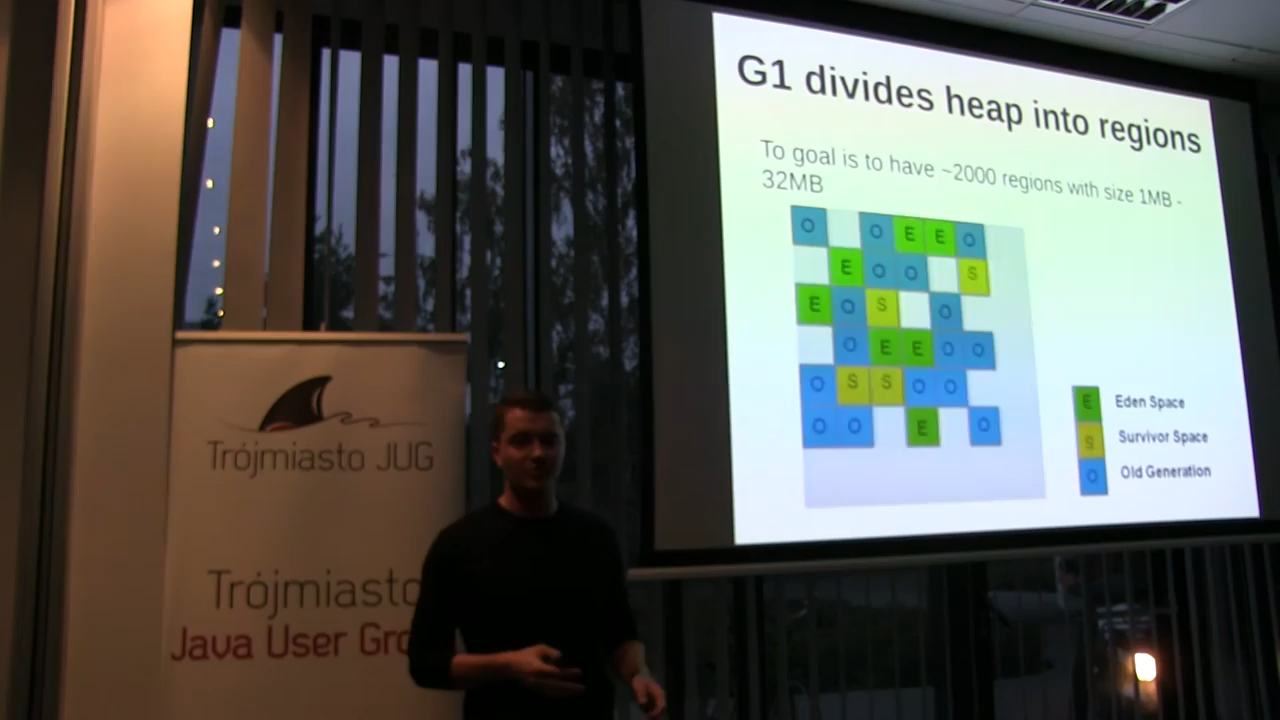 G1 divides heap into regions
To goal is to have ~2000 regions with size 1MB -
32MB
O O E E O
E O O S
E O S O
O E E O O
O S S O O
O O E O
E Eden Space
S Survivor Space
O Old Generation
Trójmiasto JUG
Trójmiasto
Java User Gro